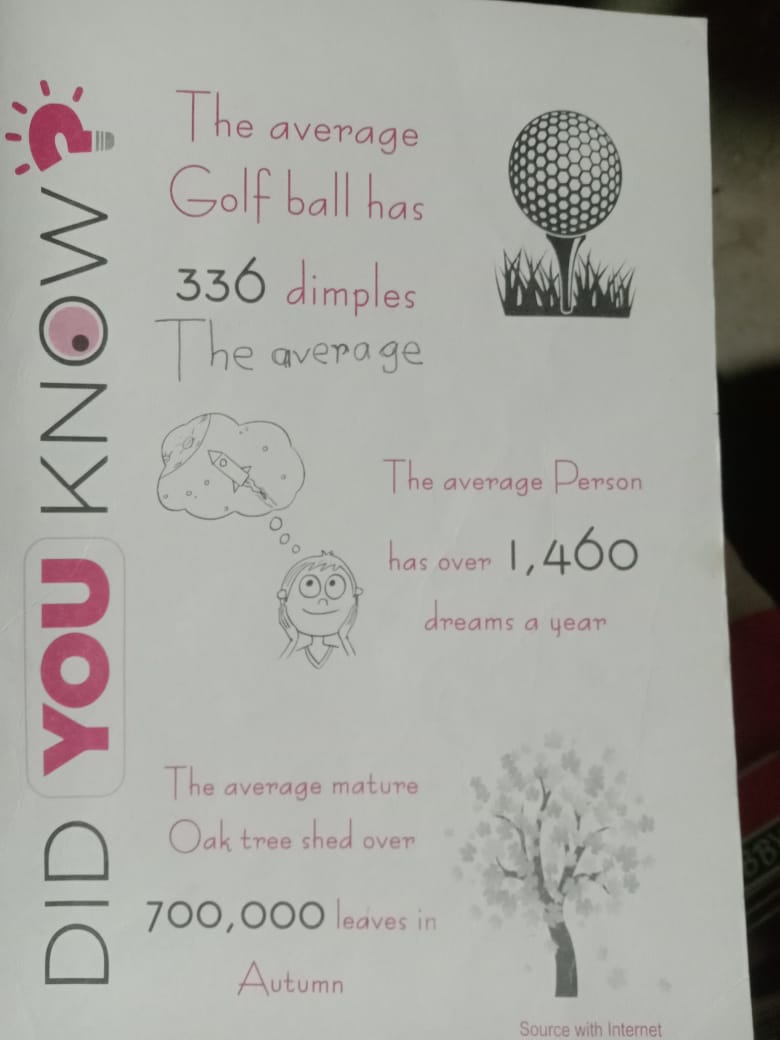 DID YOU KNOW?
The average
Golf ball has
336 dimples
The average
The average Person
has over 1,460
dreams a year
The average mature
Oak tree shed over
700,000 leaves in
Autumn
Source with Internet